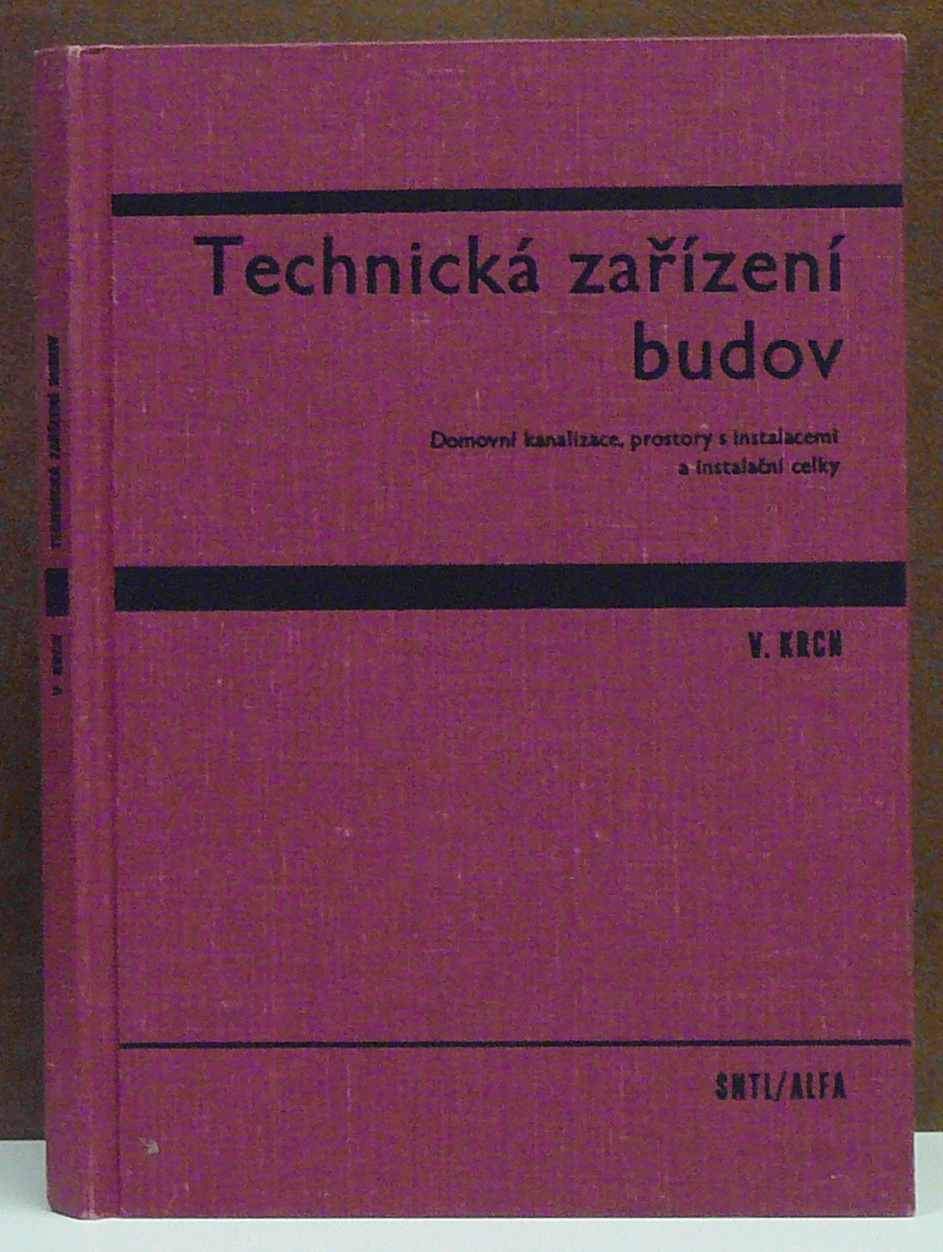 Technická zařízení
budov
Domovní kanalizace, prostory s instalacemi
a instalační celky
V. KRCH
SNTL/ALFA
V. KRCH
TECHNICKÁ ZAŘÍZENÍ BUDOV